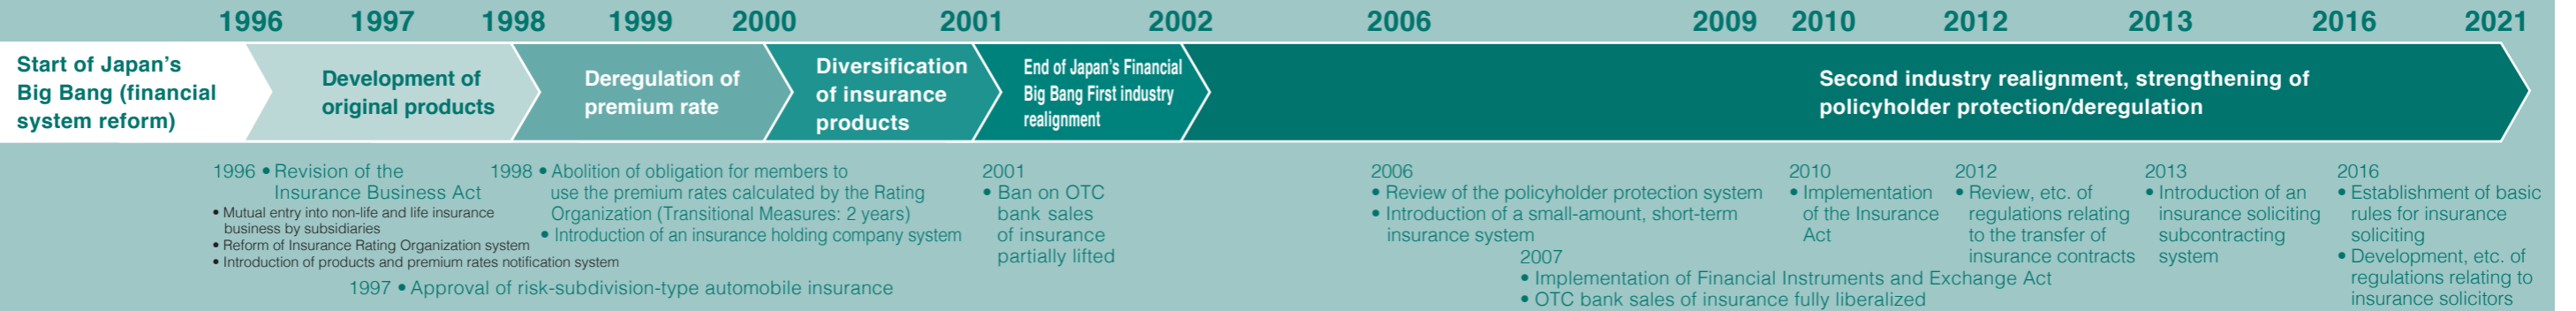 1996 1997 1998 1999 2000 2001 2002 2006 2009 2010 2012 2013 2016 2021
Start of Japan's
Big Bang (financial
system reform)
Development of
original products
Deregulation of
premium rate
Diversification
of insurance
products
End of Japan's Financial
Big Bang First industry
realignment
Second industry realignment, strengthening of
policyholder protection/deregulation
1996 • Revision of the
Insurance Business Act
• Mutual entry into non-life and life insurance
business by subsidiaries
• Reform of Insurance Rating Organization system
• Introduction of products and premium rates notification system
1997 • Approval of risk-subdivision-type automobile insurance
1998 • Abolition of obligation for members to
use the premium rates calculated by the Rating
Organization (Transitional Measures: 2 years)
• Introduction of an insurance holding company system
2001
• Ban on OTC
bank sales
of insurance
partially lifted
2006
• Review of the policyholder protection system
• Introduction of a small-amount, short-term
insurance system
2007
• Implementation of Financial Instruments and Exchange Act
• OTC bank sales of insurance fully liberalized
2010
• Implementation
of the Insurance
Act
2012
• Review, etc. of
regulations relating
to the transfer of
insurance contracts
2013
• Introduction of an
insurance soliciting
subcontracting
system
2016
• Establishment of basic
rules for insurance
soliciting
• Development, etc. of
regulations relating to
insurance solicitors